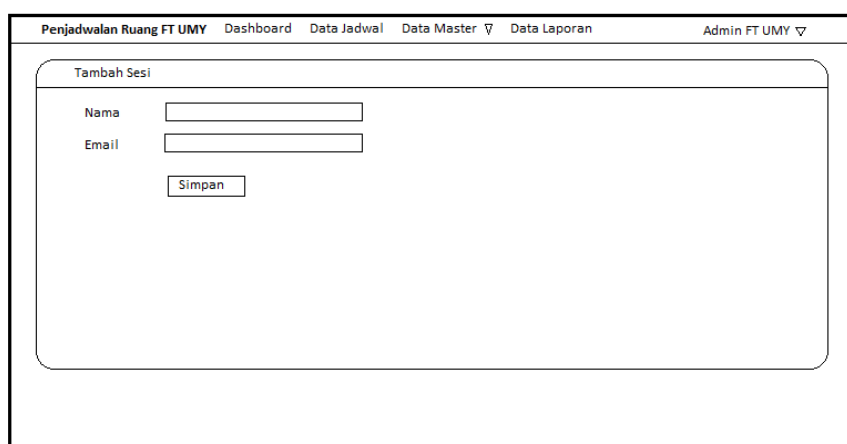 Penjadwalan Ruang FT UMY Dashboard Data Jadwal Data Master Data Laporan Admin FT UMY
Tambah Sesi
Nama
Email
Simpan